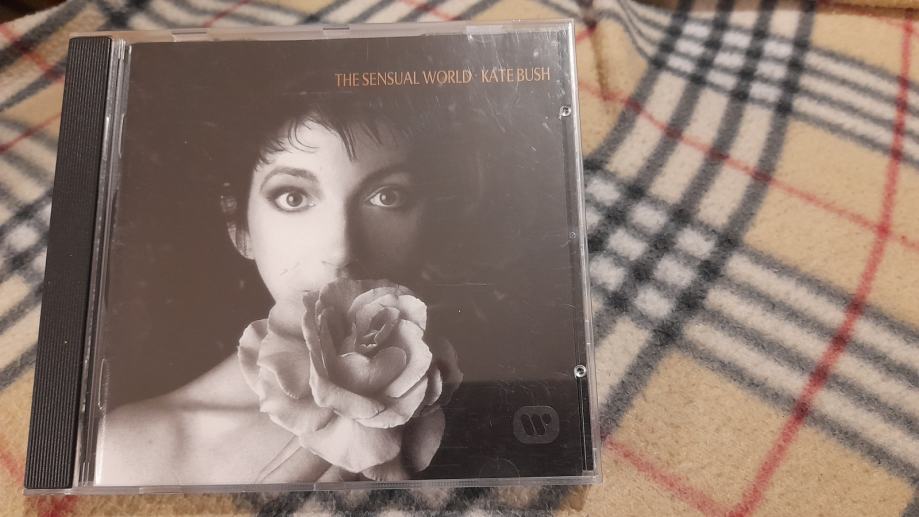 THE SENSUAL WORLD · KATE BUSH